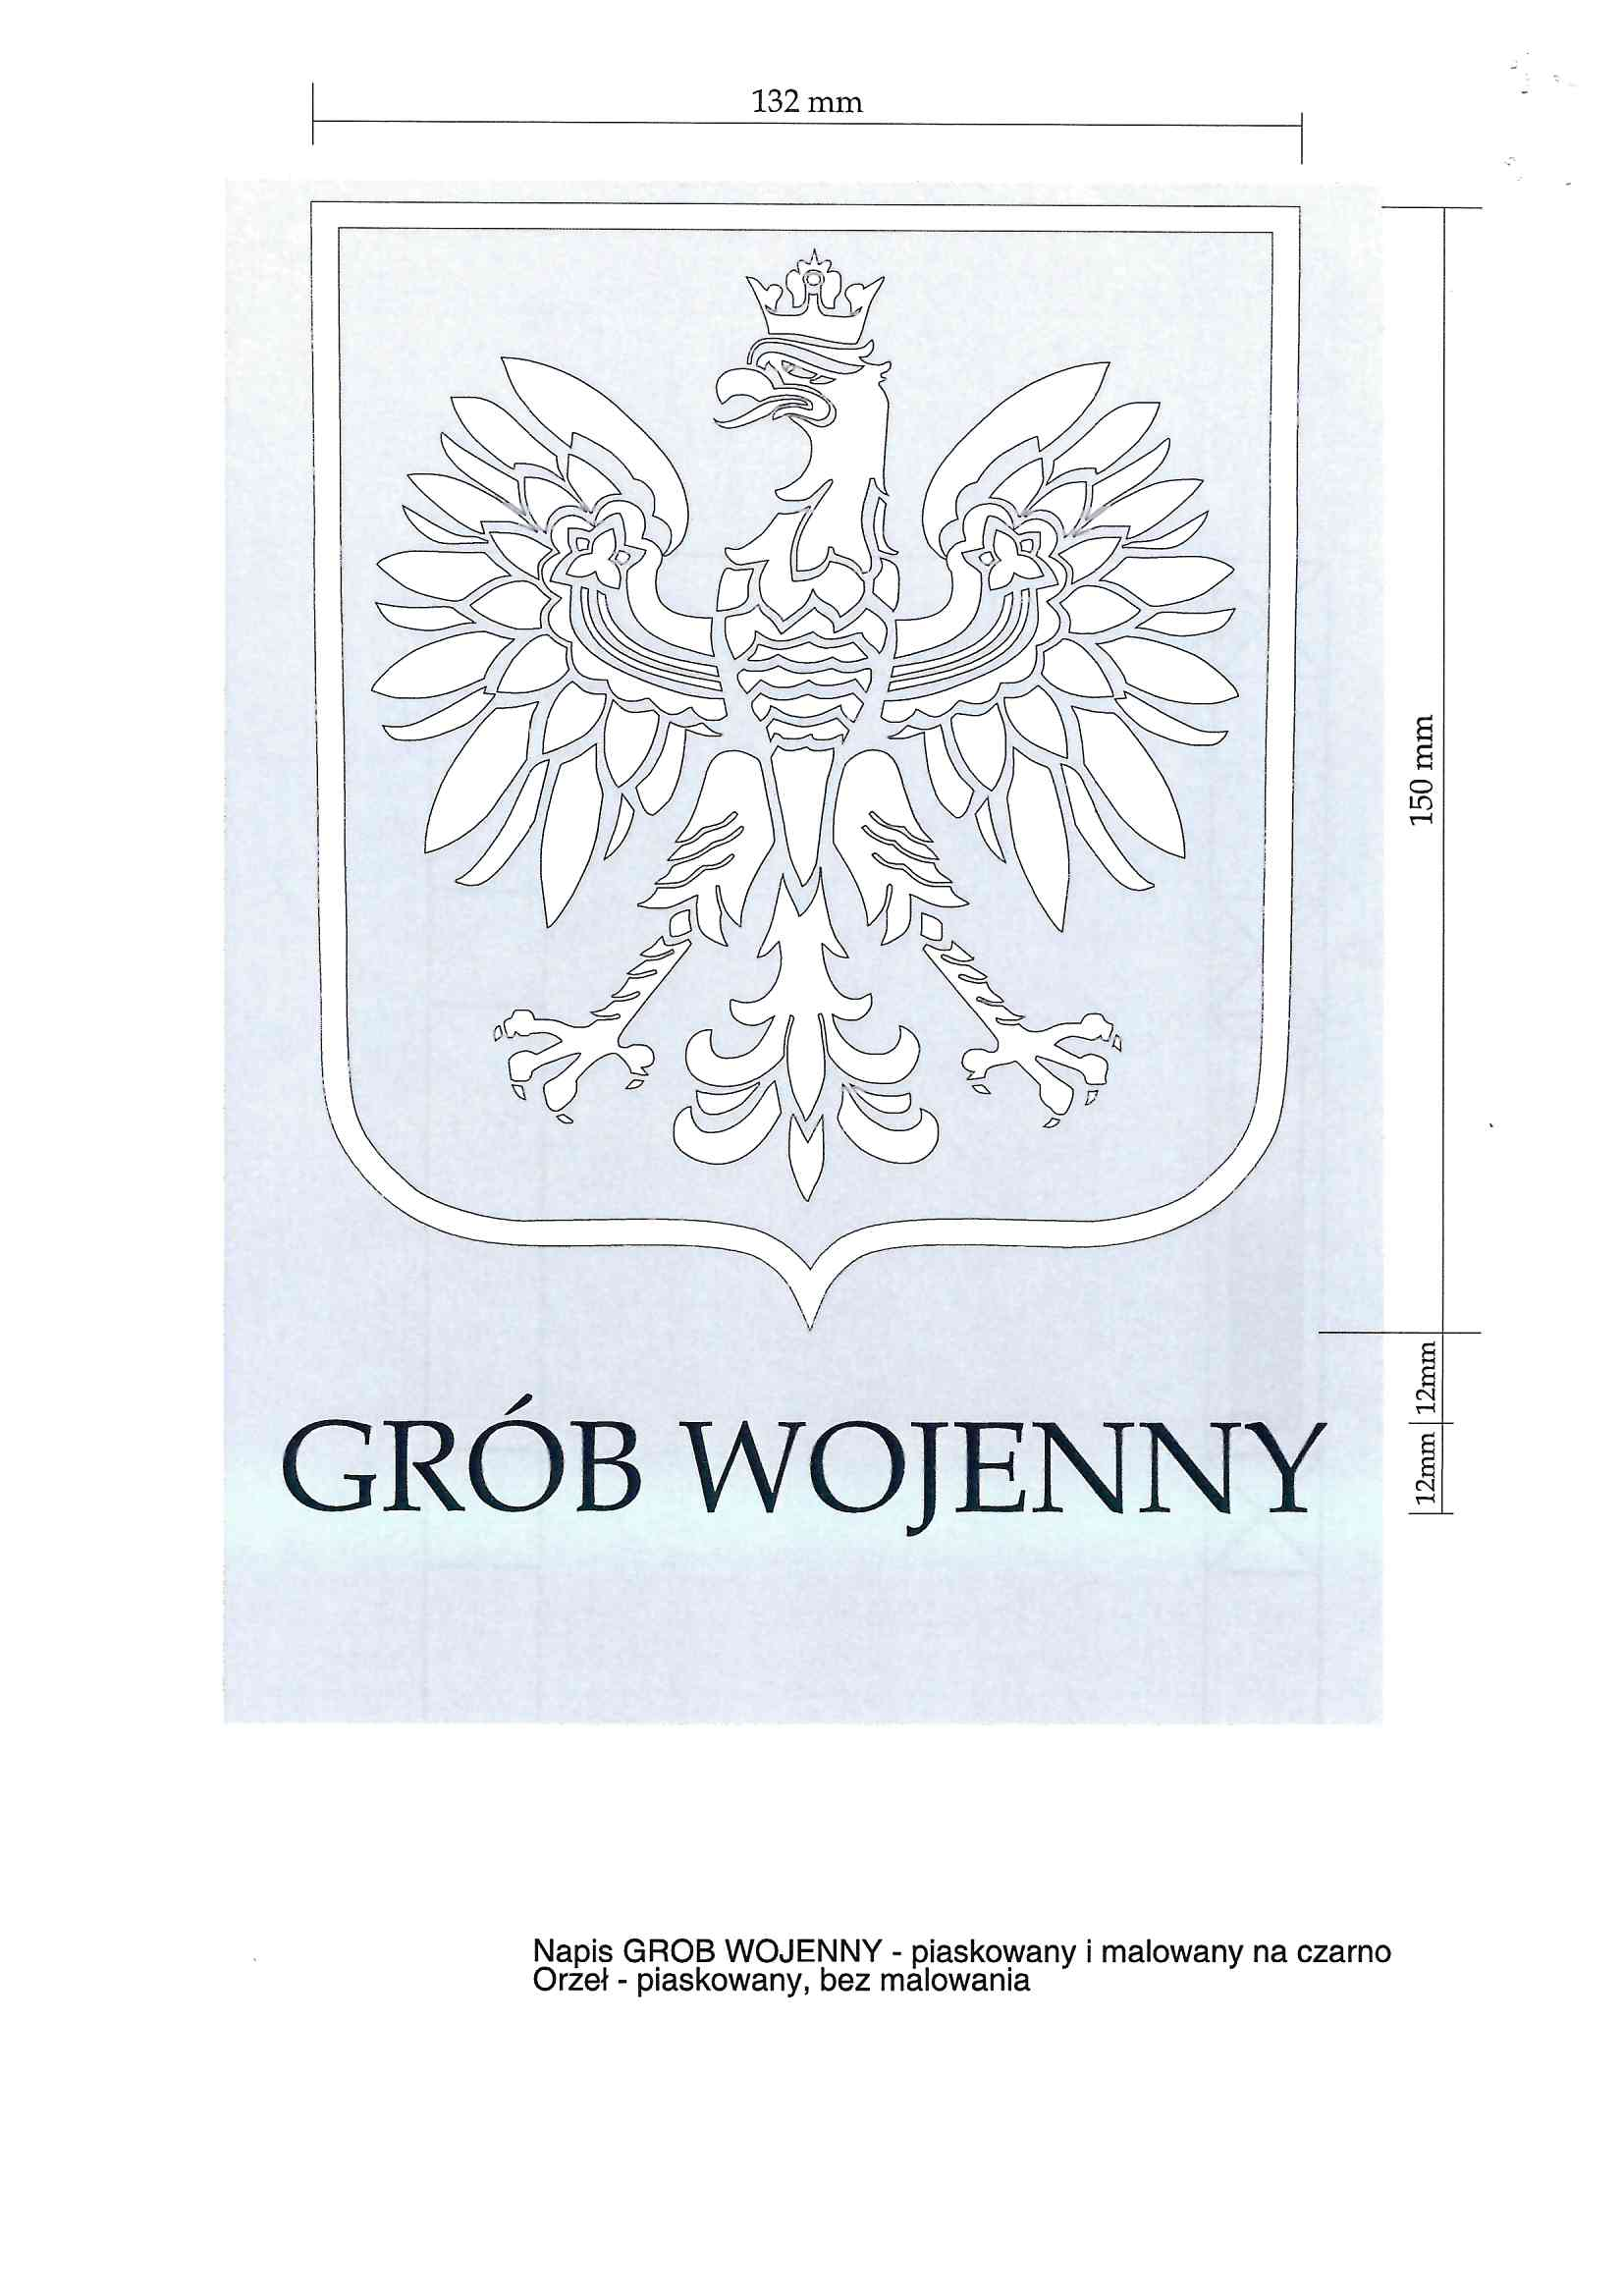 132 mm
150 mm
12mm
12mm
GRÓB WOJENNY
Napis GROB WOJENNY - piaskowany i malowany na czarno
Orzeł - piaskowany, bez malowania